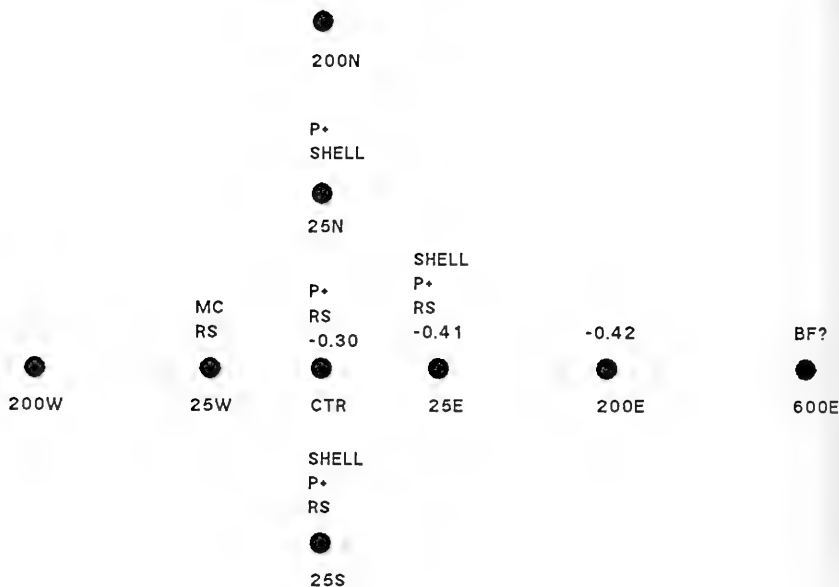 200N
P+
SHELL
25N
SHELL
P+
RS
-0.41
P+
RS
-0.30
MC
RS
-0.42
BF?
200W
25W
CTR
25E
200E
600E
SHELL
P+
RS
25S